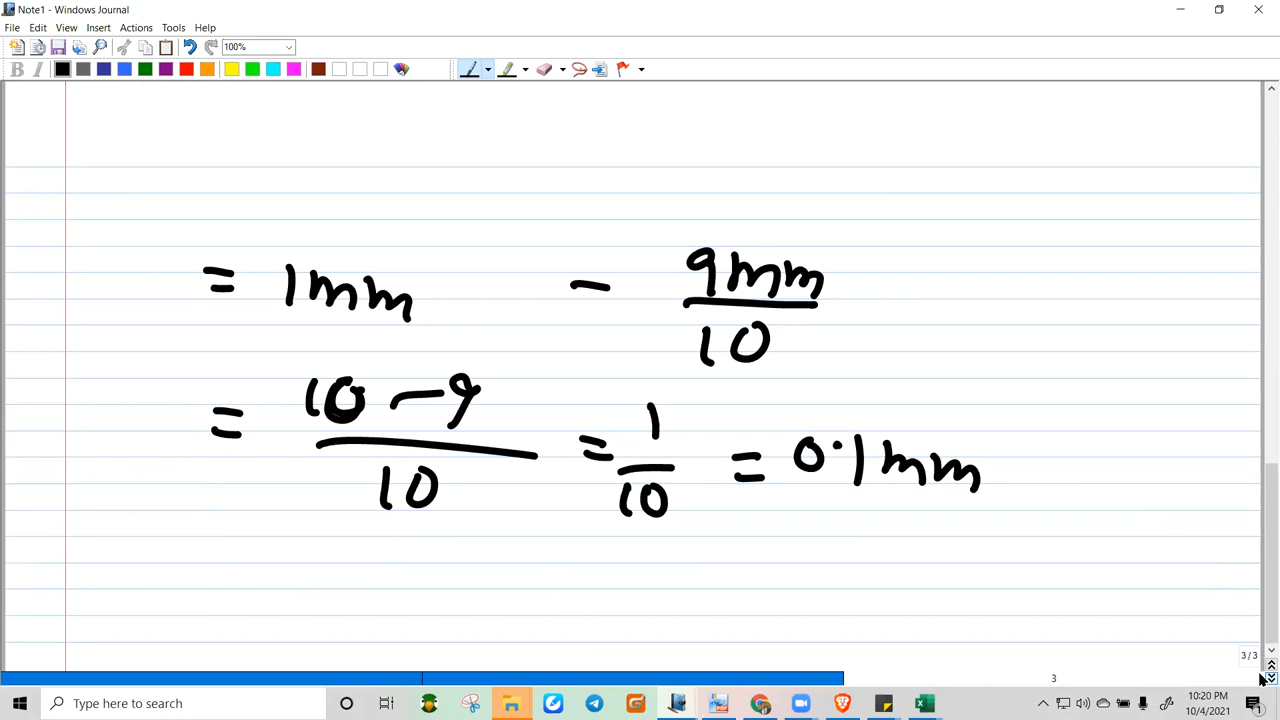 Note1 - Windows Journal
File Edit View Insert Actions Tools Help
100%
B I
= 1mm - 9mm
10
= 10 - 9
10
= 1
10
= 0.1mm
3/3
3
Type here to search
10:20 PM
10/4/2021
1